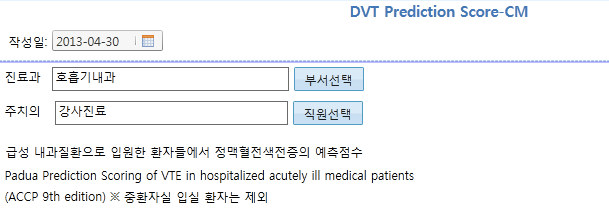 DVT Prediction Score-CM
작성일: 2013-04-30
진료과 호흡기내과 부서선택
주치의 강사진료 직원선택
급성 내과질환으로 입원한 환자들에서 정맥혈전색전증의 예측점수
Padua Prediction Scoring of VTE in hospitalized acutely ill medical patients
(ACCP 9th edition) ※ 중환자실 입실 환자는 제외